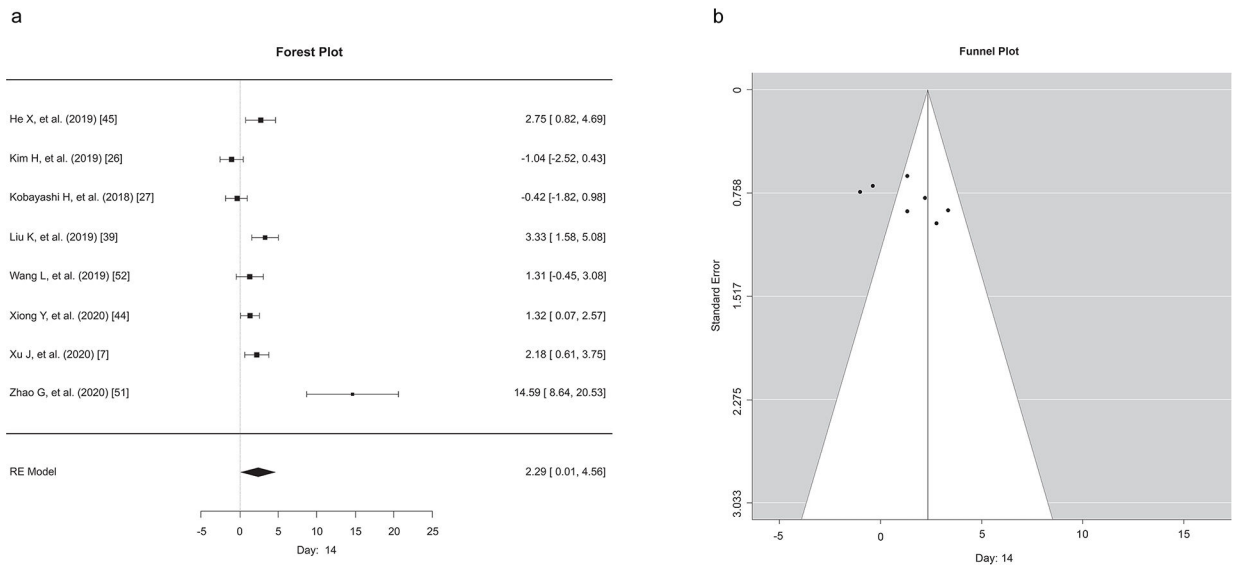 a
Forest Plot
He X, et al. (2019) [45] 2.75 [ 0.82, 4.69]
Kim H, et al. (2019) [26] -1.04 [-2.52, 0.43]
Kobayashi H, et al. (2018) [27] -0.42 [-1.82, 0.98]
Liu K, et al. (2019) [39] 3.33 [ 1.58, 5.08]
Wang L, et al. (2019) [52] 1.31 [-0.45, 3.08]
Xiong Y, et al. (2020) [44] 1.32 [ 0.07, 2.57]
Xu J, et al. (2020) [7] 2.18 [ 0.61, 3.75]
Zhao G, et al. (2020) [51] 14.59 [ 8.64, 20.53]
RE Model 2.29 [ 0.01, 4.56]
-5 0 5 10 15 20 25
Day: 14
b
Funnel Plot
Standard Error
0
0.758
1.517
2.275
3.033
-5 0 5 10 15
Day: 14